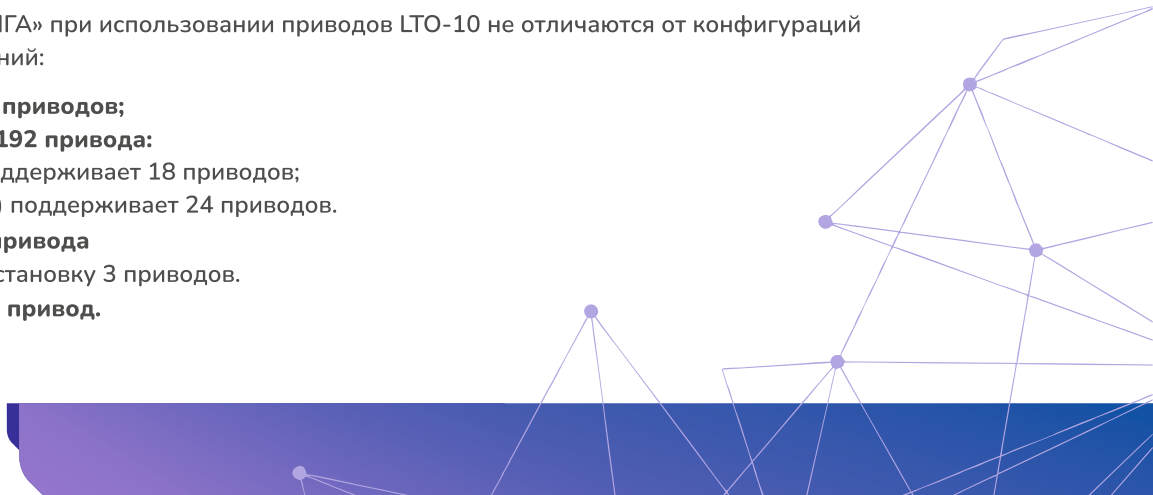 ГА» при использовании приводов LTO-10 не отличаются от конфигураций
ний:
приводов;
192 привода:
ддерживает 18 приводов;
) поддерживает 24 приводов.
привода
становку 3 приводов.
привод.